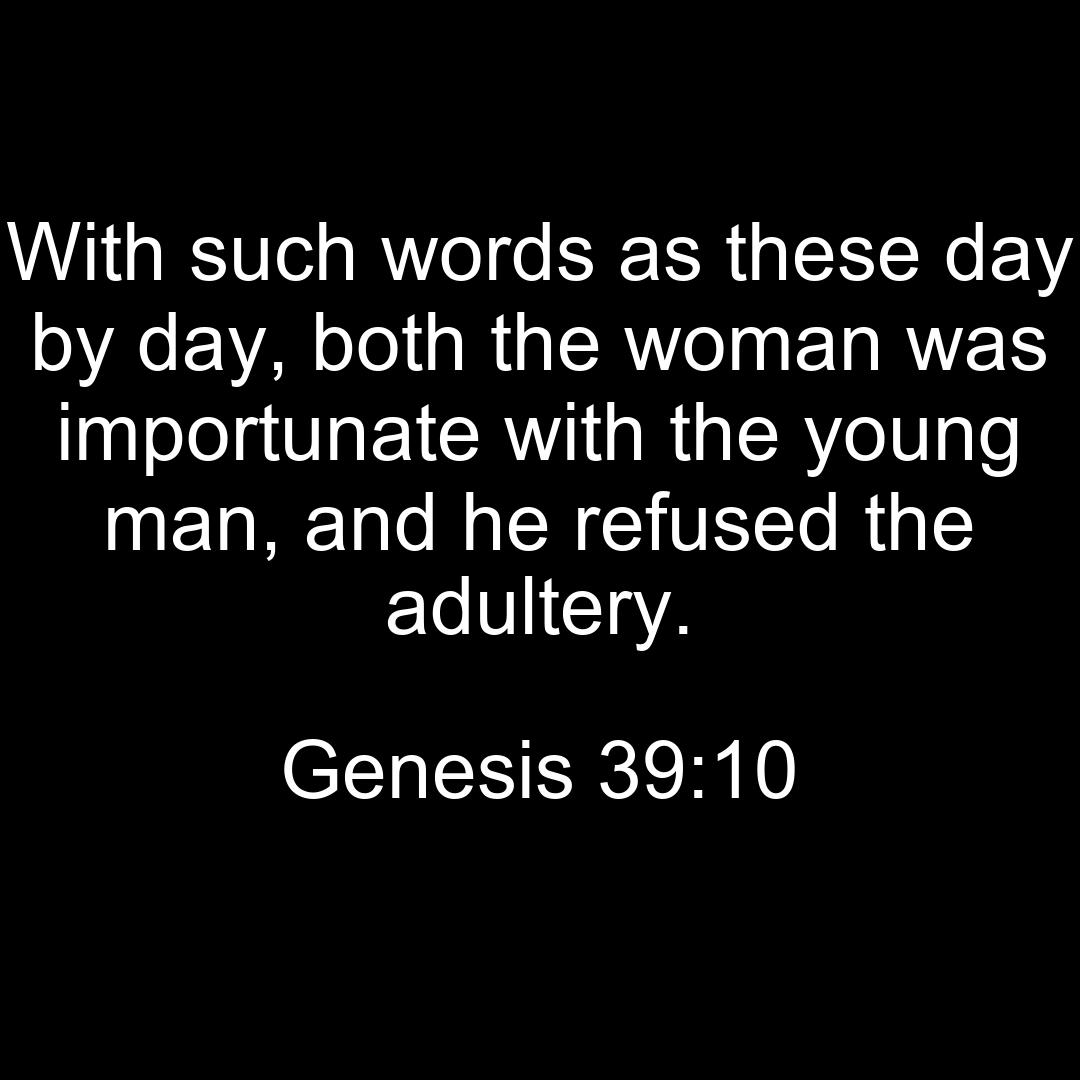 With such words as these day
by day, both the woman was
importunate with the young
man, and he refused the
adultery.
Genesis 39:10